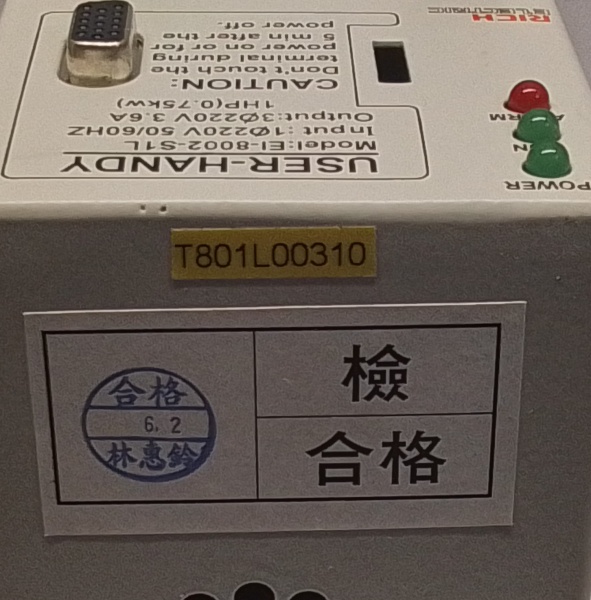 RICH
ELECTRIC
POWER
ALARM
USER-HANDY
Model:EI-8002-S1L
Input :1Ø220V 50/60HZ
Output:3Ø220V 3.6A
1HP(0.75kW)
CAUTION:
Don't touch the
terminal during
power on or for
5 min after the
power off.
T801L00310
檢
合格
合格
6. 2
林惠鈴